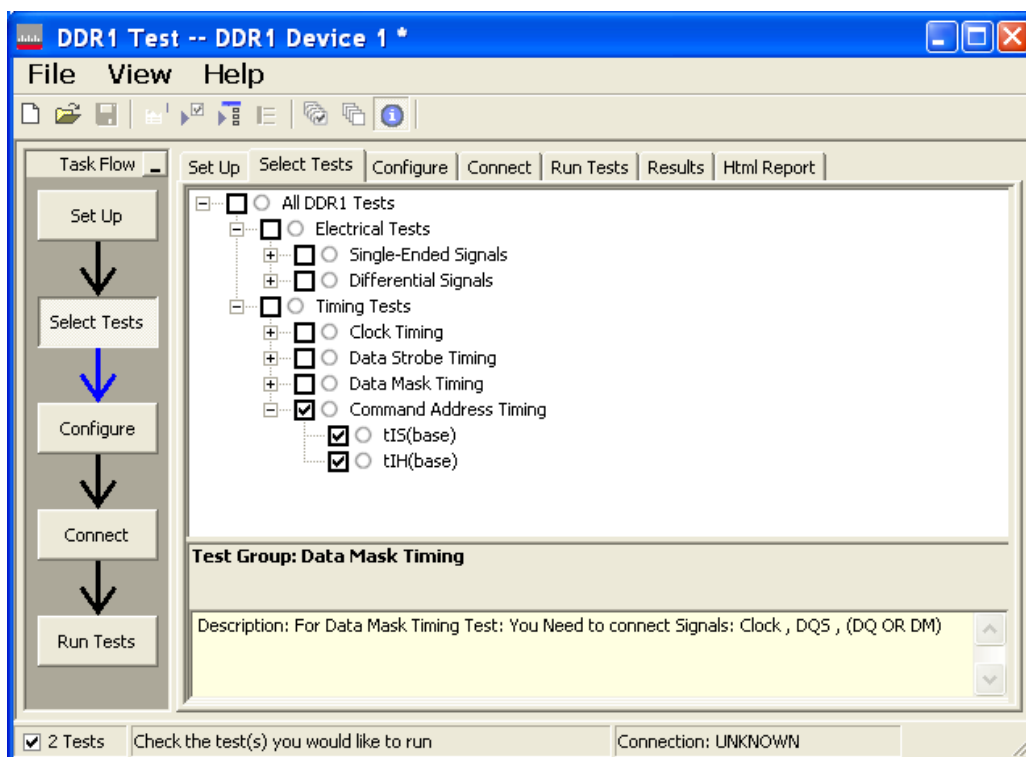 DDR1 Test -- DDR1 Device 1 *
File View Help
Task Flow
Set Up
Select Tests
Configure
Connect
Run Tests
Set Up Select Tests Configure Connect Run Tests Results Html Report
All DDR1 Tests
Electrical Tests
Single-Ended Signals
Differential Signals
Timing Tests
Clock Timing
Data Strobe Timing
Data Mask Timing
Command Address Timing
tIS(base)
tIH(base)
Test Group: Data Mask Timing
Description: For Data Mask Timing Test: You Need to connect Signals: Clock , DQS , (DQ OR DM)
2 Tests Check the test(s) you would like to run Connection: UNKNOWN